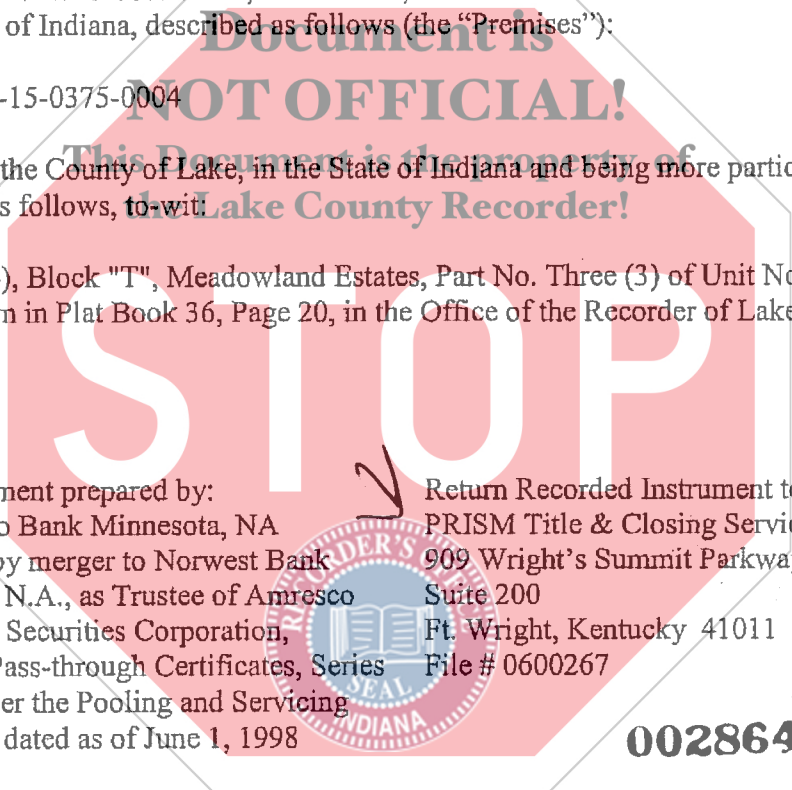 of Indiana, described as follows (the “Premises”):
Document is
-15-0375-0004
NOT OFFICIAL!
This Document is the property of
the County of Lake, in the State of Indiana and being more partic
the Lake County Recorder!
s follows, to-wit:
), Block "T", Meadowland Estates, Part No. Three (3) of Unit No
n in Plat Book 36, Page 20, in the Office of the Recorder of Lake
STOP
ment prepared by:
o Bank Minnesota, NA
by merger to Norwest Bank
N.A., as Trustee of Amresco
Securities Corporation,
Pass-through Certificates, Series
er the Pooling and Servicing
dated as of June 1, 1998
Return Recorded Instrument to
PRISM Title & Closing Servic
909 Wright's Summit Parkway
Suite 200
Ft. Wright, Kentucky 41011
File # 0600267
RECORDER'S OFFICE
SEAL
INDIANA
002864